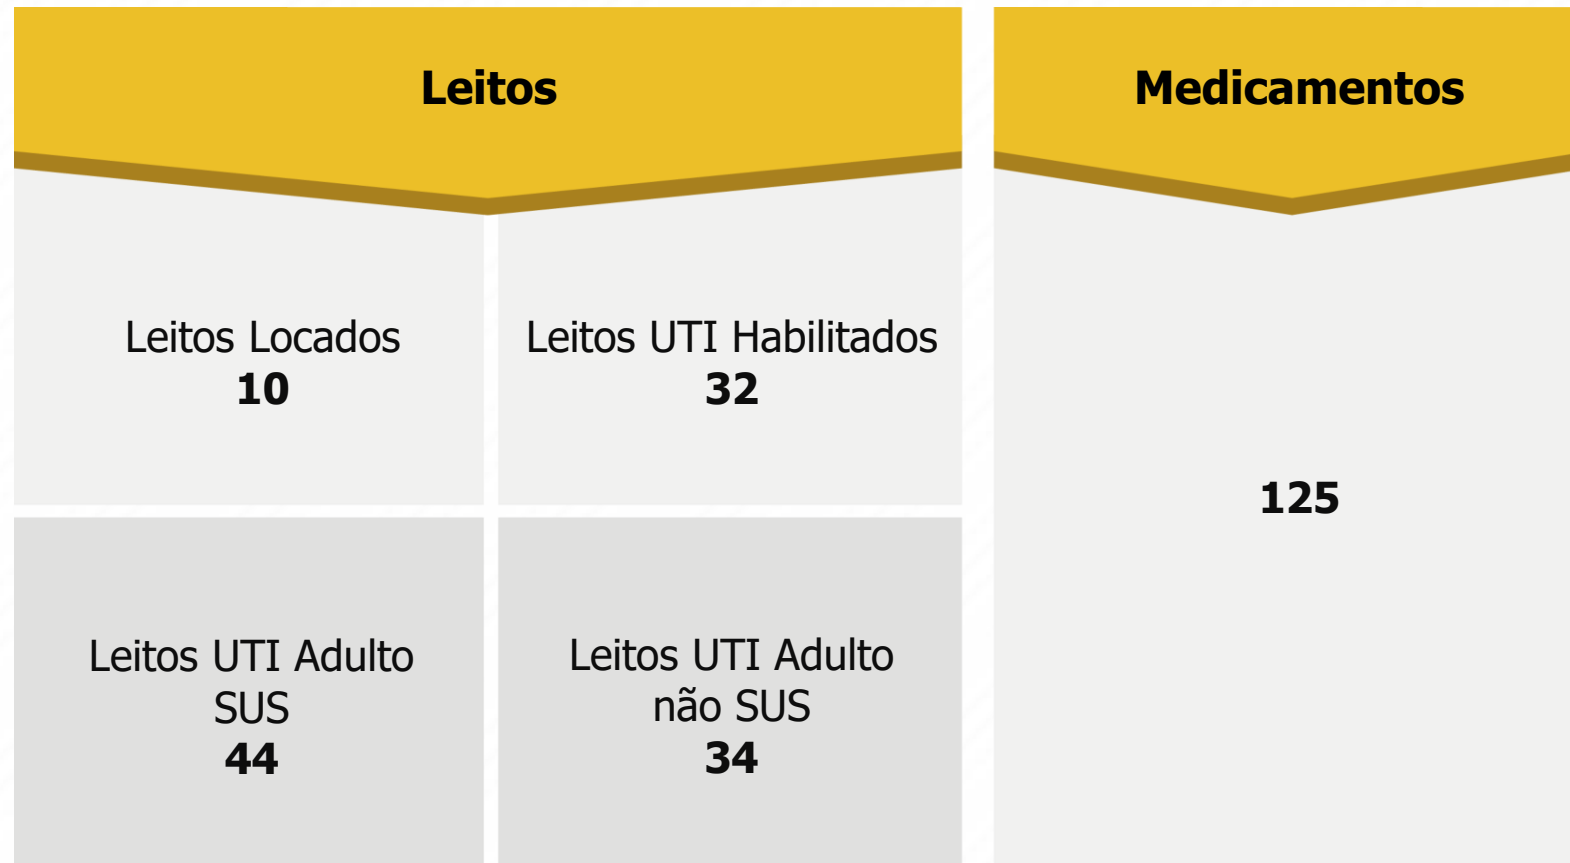 Leitos
Leitos Locados
10
Leitos UTI Habilitados
32
Leitos UTI Adulto
SUS
44
Leitos UTI Adulto
não SUS
34
Medicamentos
125